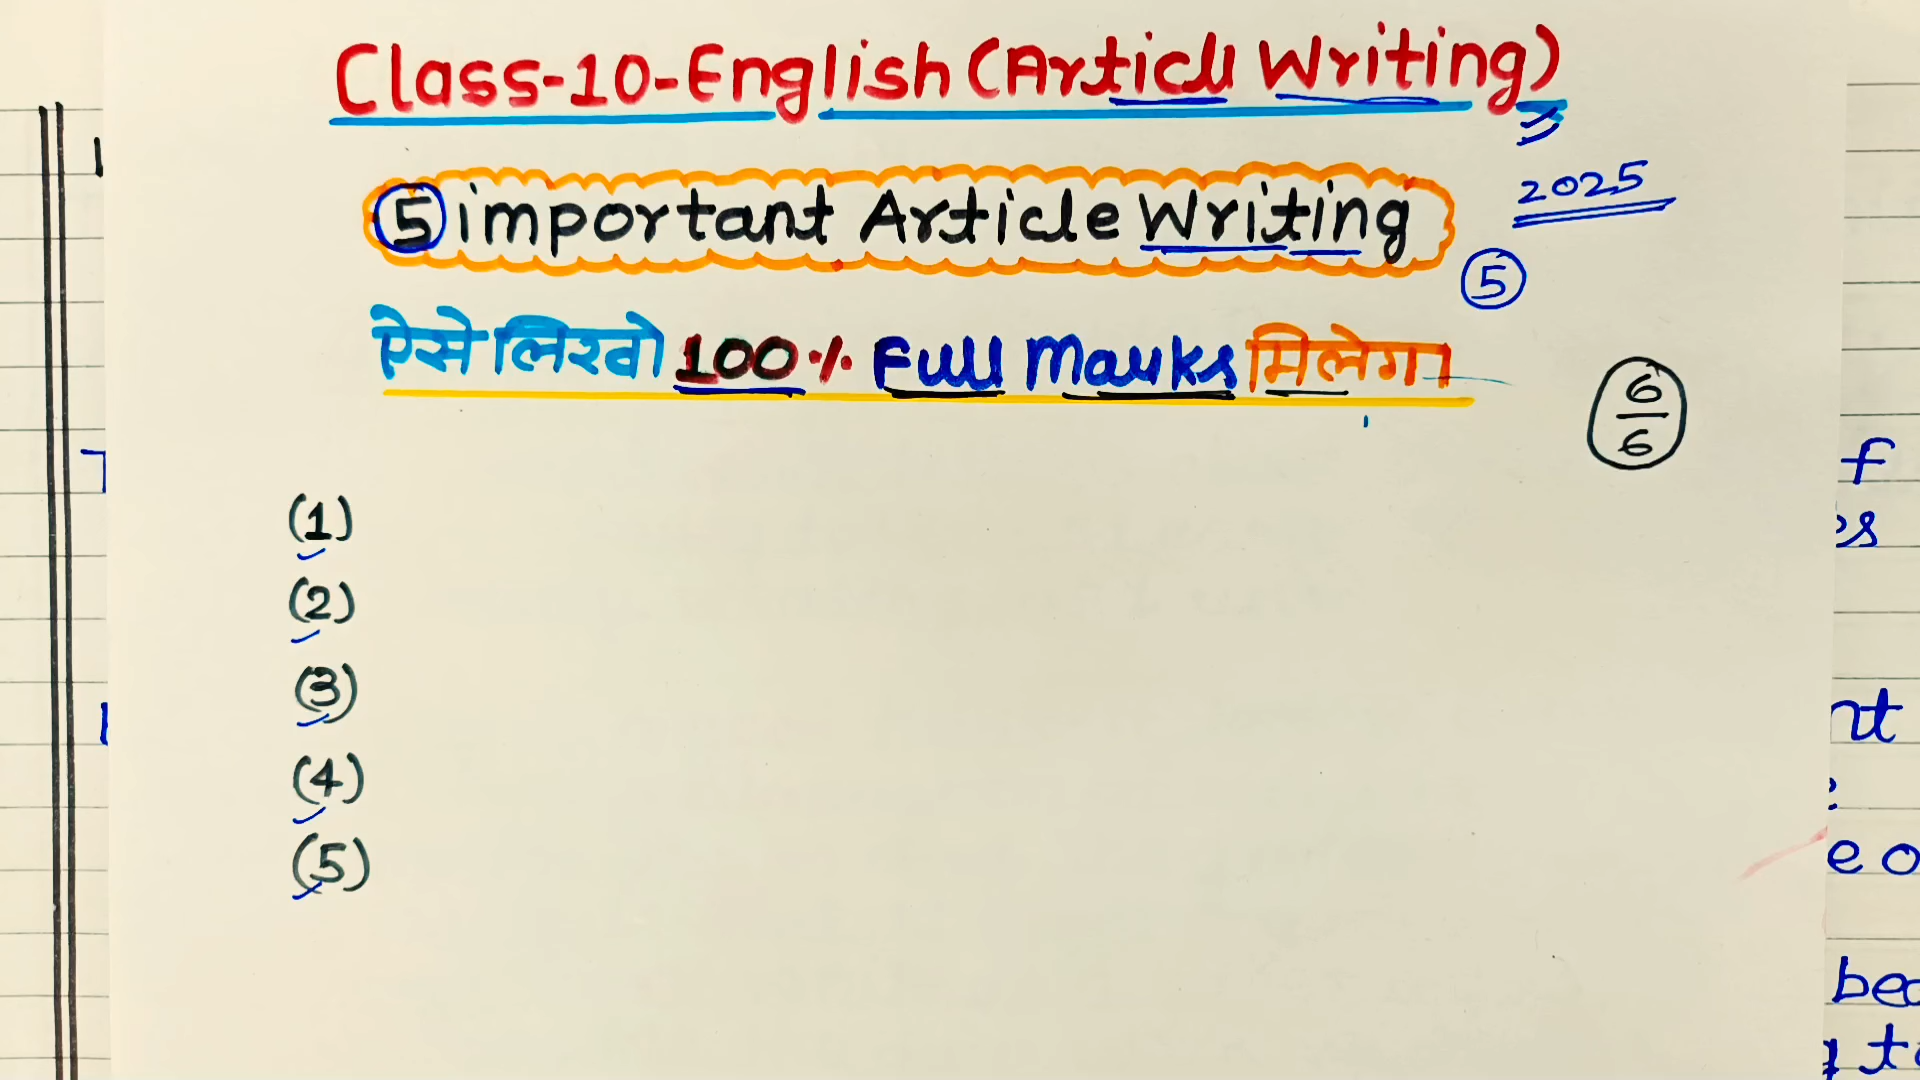 Class-10-English (Article Writing)
2025
5 important Article Writing
5
ऐसे लिखो 100% Full Marks मिलेगा
6/6
(1)
(2)
(3)
(4)
(5)